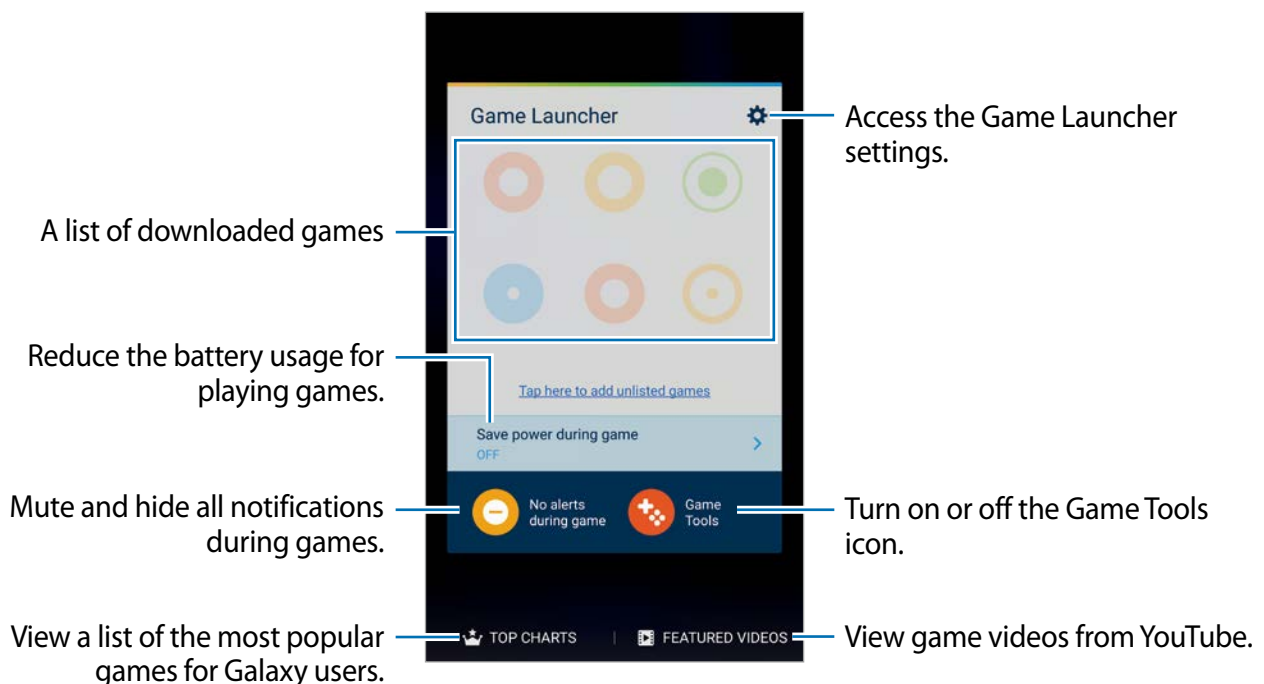 Game Launcher
Access the Game Launcher
settings.
A list of downloaded games
Reduce the battery usage for
playing games.
Tap here to add unlisted games
Save power during game
OFF
Mute and hide all notifications
during games.
No alerts
during game
Game
Tools
Turn on or off the Game Tools
icon.
View a list of the most popular
games for Galaxy users.
TOP CHARTS
FEATURED VIDEOS
View game videos from YouTube.